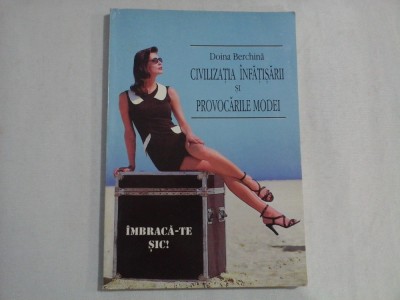 Doina Berchină
CIVILIZAȚIA ÎNFĂȚIȘĂRII
și
PROVOCĂRILE MODEI
ÎMBRACĂ-TE
ȘIC!